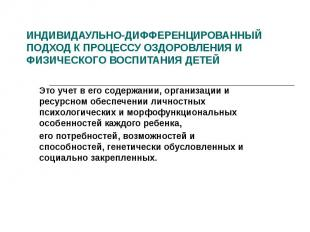 ИНДИВИДАУЛЬНО-ДИФФЕРЕНЦИРОВАННЫЙ
ПОДХОД К ПРОЦЕССУ ОЗДОРОВЛЕНИЯ И
ФИЗИЧЕСКОГО ВОСПИТАНИЯ ДЕТЕЙ
Это учет в его содержании, организации и
ресурсном обеспечении личностных
психологических и морфофункциональных
особенностей каждого ребенка,
его потребностей, возможностей и
способностей, генетически обусловленных и
социально закрепленных.